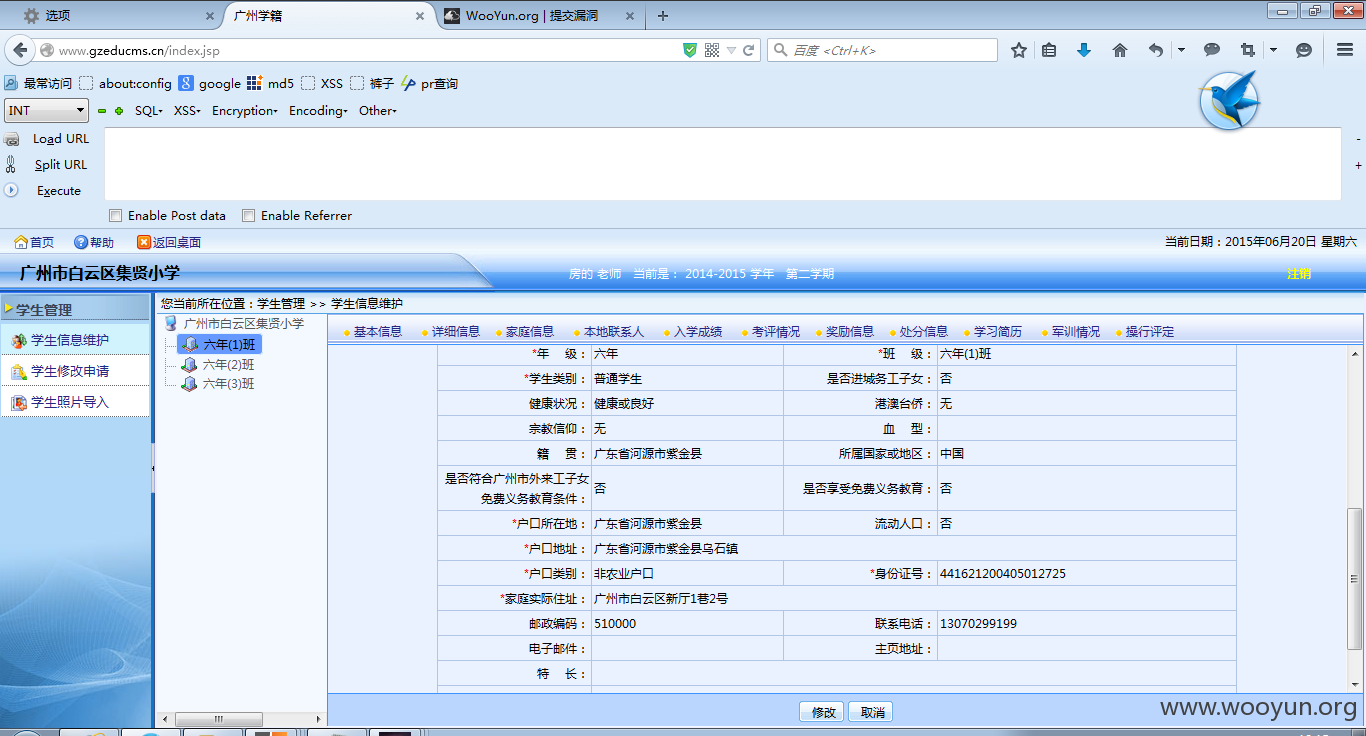 选项
广州学籍
WooYun.org | 提交漏洞
www.gzeducms.cn/index.jsp
百度 <Ctrl+K>
最常访问 about:config google md5 XSS 裤子 pr查询
INT SQL XSS Encryption Encoding Other
Load URL
Split URL
Execute
Enable Post data Enable Referrer
首页 帮助 返回桌面 当前日期：2015年06月20日 星期六
广州市白云区集贤小学 房的 老师 当前是： 2014-2015 学年 第二学期 注销
学生管理
学生信息维护
学生修改申请
学生照片导入
您当前所在位置：学生管理 >> 学生信息维护
广州市白云区集贤小学
六年(1)班
六年(2)班
六年(3)班
基本信息 详细信息 家庭信息 本地联系人 入学成绩 考评情况 奖励信息 处分信息 学习简历 军训情况 操行评定
*年 级： 六年 *班 级： 六年(1)班
*学生类别： 普通学生 是否进城务工子女： 否
健康状况： 健康或良好 港澳台侨： 无
宗教信仰： 无 血 型：
籍 贯： 广东省河源市紫金县 所属国家或地区： 中国
是否符合广州市外来工子女
免费义务教育条件： 否 是否享受免费义务教育： 否
*户口所在地： 广东省河源市紫金县 流动人口： 否
*户口地址： 广东省河源市紫金县乌石镇
*户口类别： 非农业户口 *身份证号： 441621200405012725
*家庭实际住址： 广州市白云区新厅1巷2号
邮政编码： 510000 联系电话： 13070299199
电子邮件： 主页地址：
特 长：
修改 取消
www.wooyun.org